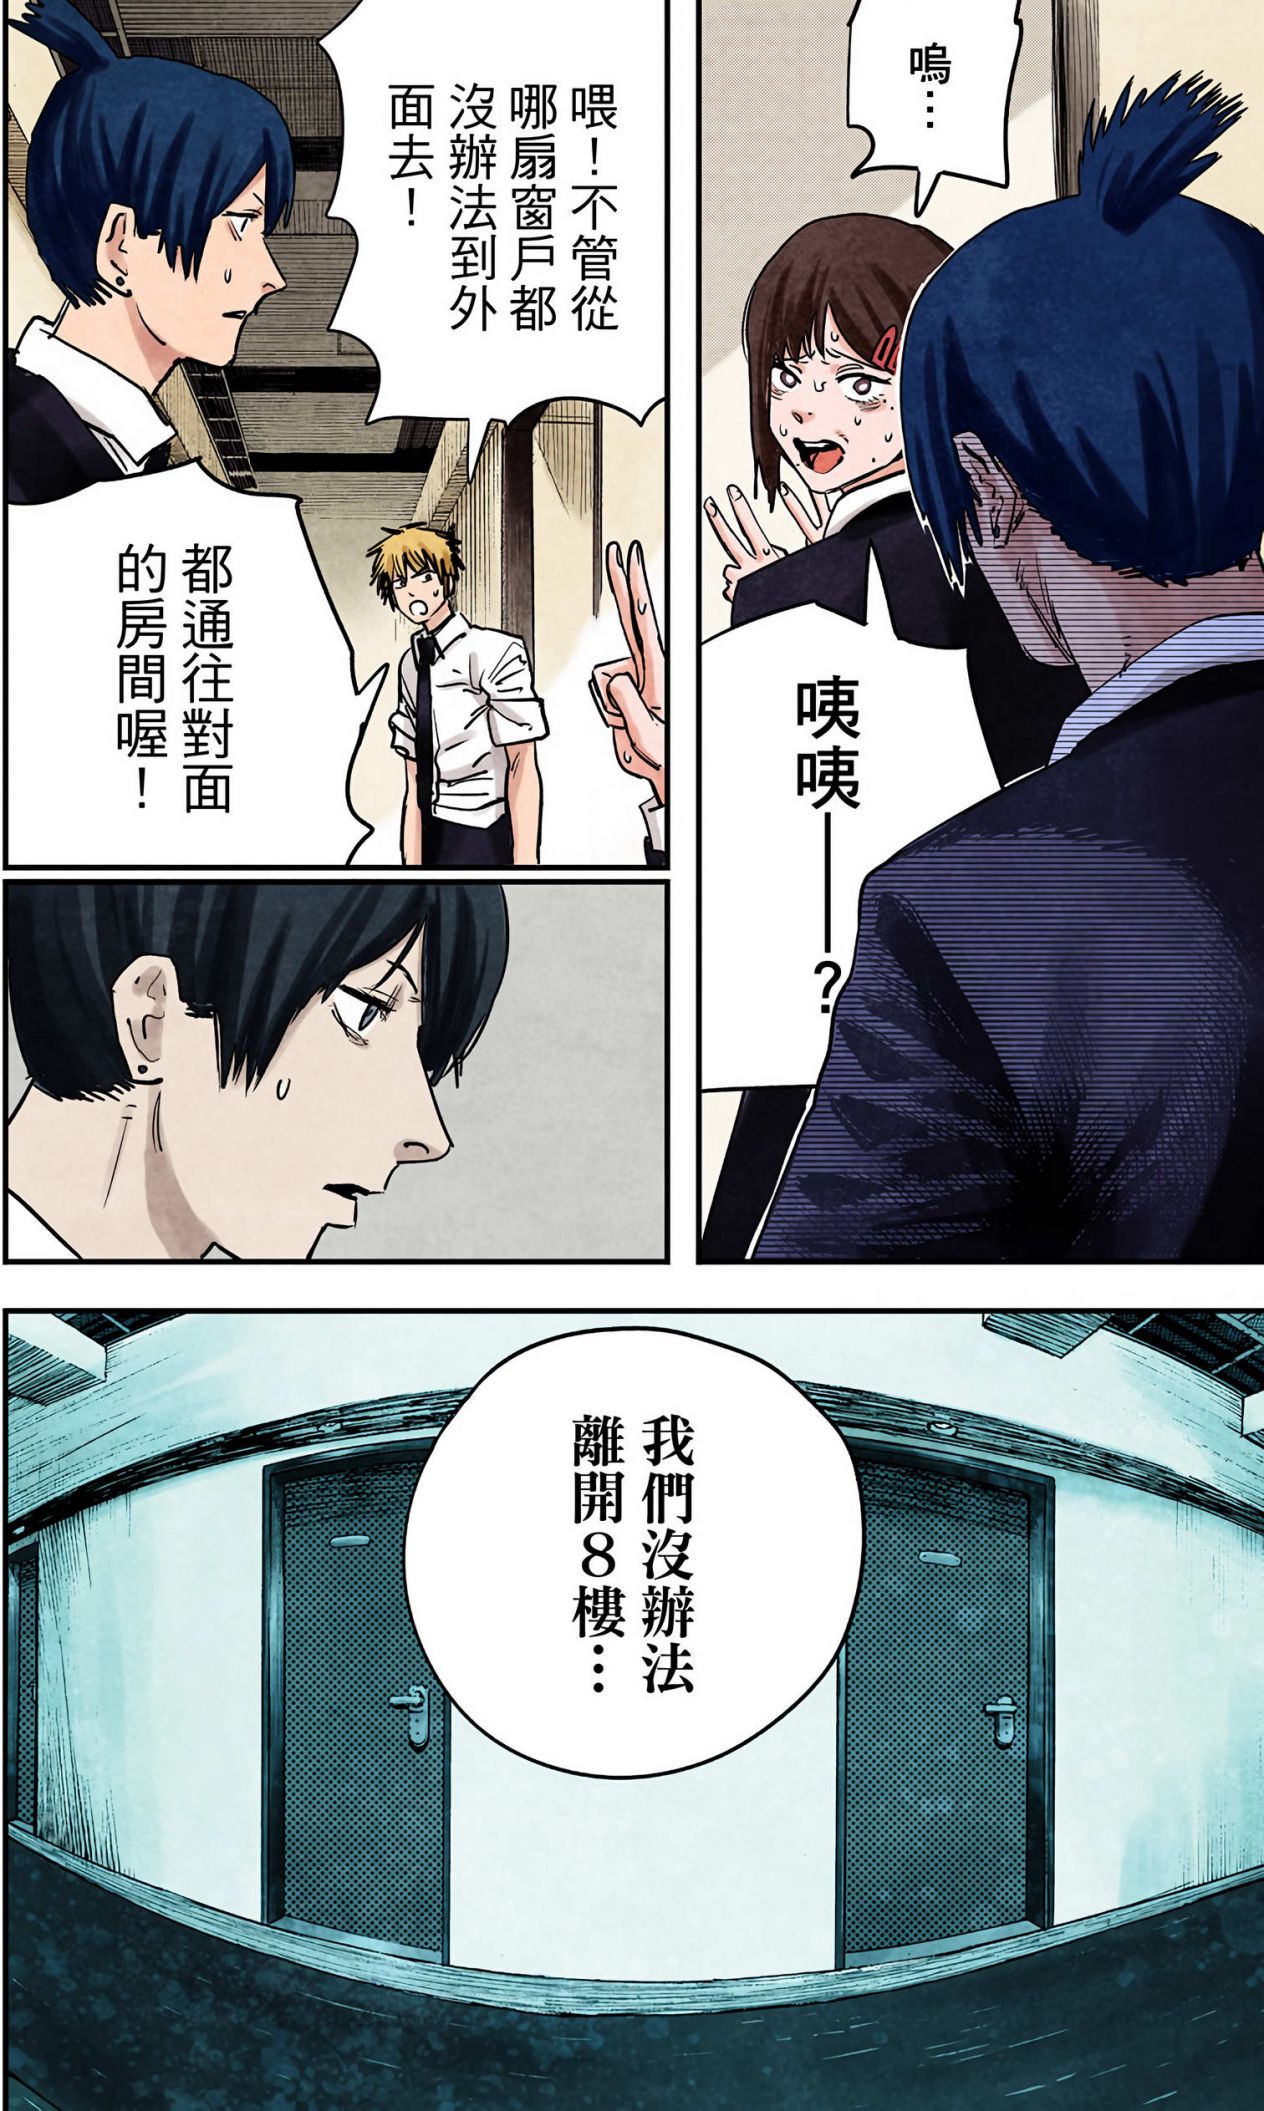 嗚…
咦咦──?
喂！不管從
哪扇窗戶都
沒辦法到外
面去！
都通往對面
的房間喔！
我們沒辦法
離開8樓…